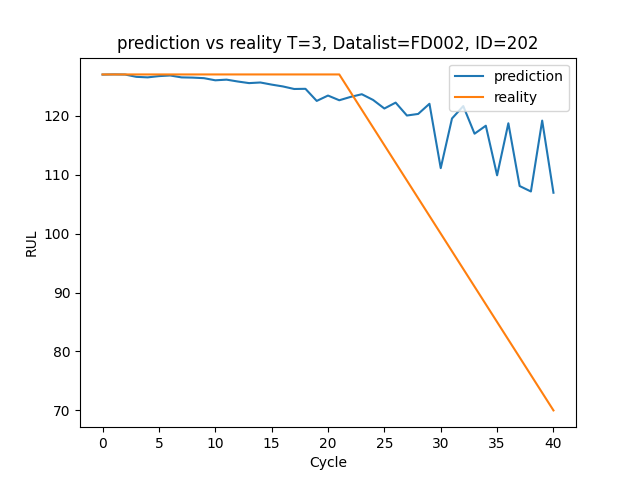 prediction vs reality T=3, Datalist=FD002, ID=202
prediction
reality
RUL
120
110
100
90
80
70
0 5 10 15 20 25 30 35 40
Cycle